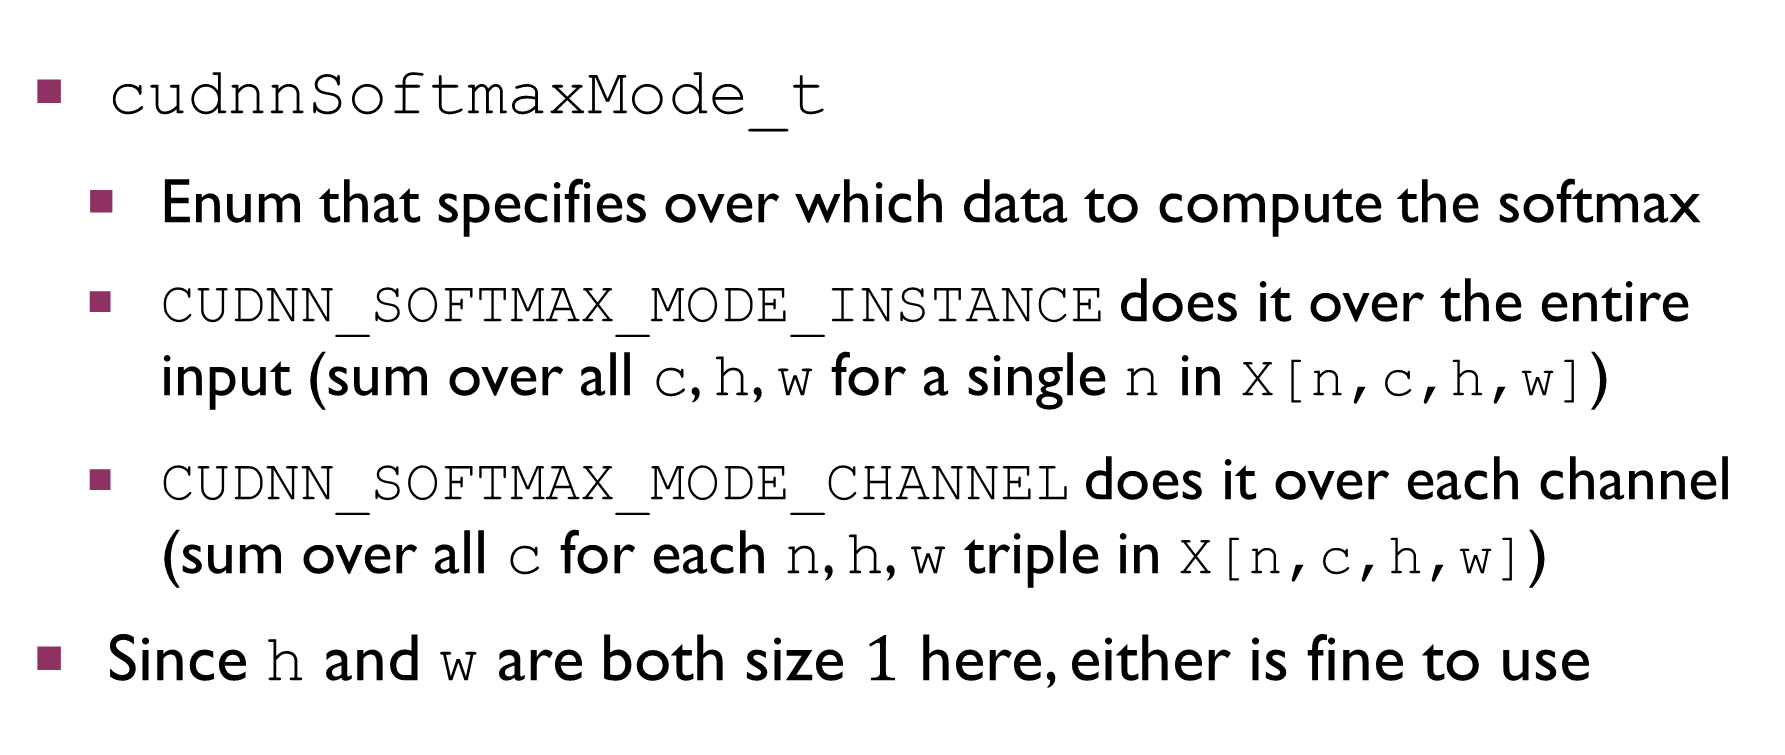 cudnnSoftmaxMode_t
Enum that specifies over which data to compute the softmax
CUDNN_SOFTMAX_MODE_INSTANCE does it over the entire
input (sum over all c, h, w for a single n in X[n,c,h,w])
CUDNN_SOFTMAX_MODE_CHANNEL does it over each channel
(sum over all c for each n, h, w triple in X[n,c,h,w])
Since h and w are both size 1 here, either is fine to use